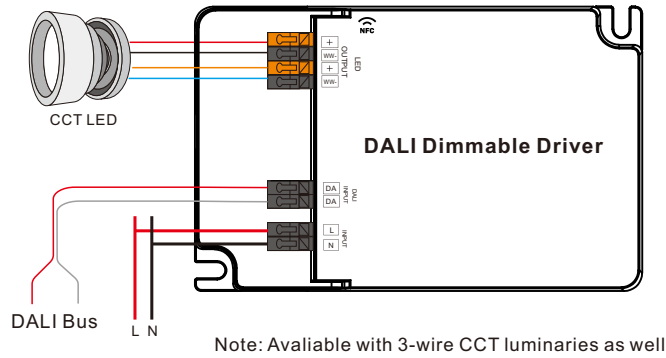 NFC
+
WW-
+
WW-
LED
OUTPUT
CCT LED
DALI Dimmable Driver
DA
DA
DALI
INPUT
L
N
INPUT
DALI Bus
L N
Note: Avaliable with 3-wire CCT luminaries as well